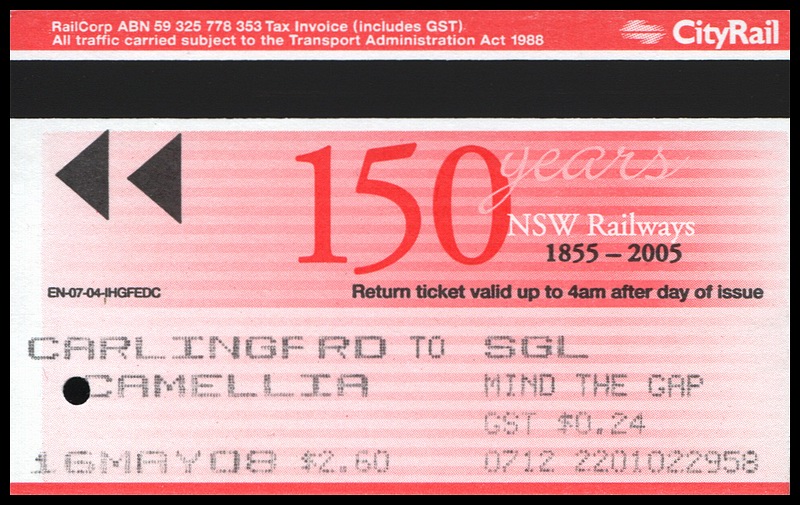 RailCorp ABN 59 325 778 353 Tax Invoice (includes GST)
All traffic carried subject to the Transport Administration Act 1988
CityRail
150 years
NSW Railways
1855 – 2005
EN-07-04-IHGFEDC
Return ticket valid up to 4am after day of issue
CARLINGFRD TO SGL
CAMELLIA MIND THE GAP
GST $0.24
16MAY08 $2.60 0712 2201022958